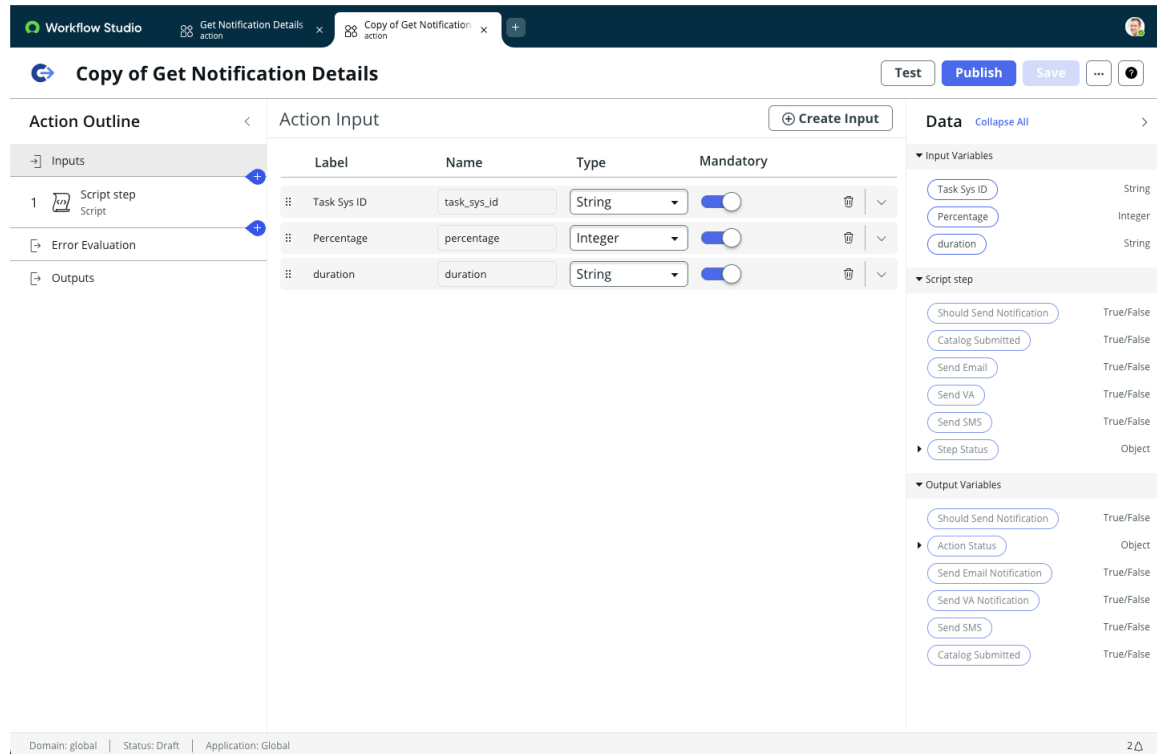 Workflow Studio
Get Notification Details
action
Copy of Get Notification
action
Copy of Get Notification Details
Test
Publish
Save
Action Outline
Inputs
1
Script step
Script
Error Evaluation
Outputs
Action Input
Create Input
Label Name Type Mandatory
Task Sys ID task_sys_id String
Percentage percentage Integer
duration duration String
Data Collapse All
Input Variables
Task Sys ID String
Percentage Integer
duration String
Script step
Should Send Notification True/False
Catalog Submitted True/False
Send Email True/False
Send VA True/False
Send SMS True/False
Step Status Object
Output Variables
Should Send Notification True/False
Action Status Object
Send Email Notification True/False
Send VA Notification True/False
Send SMS True/False
Catalog Submitted True/False
Domain: global | Status: Draft | Application: Global
2